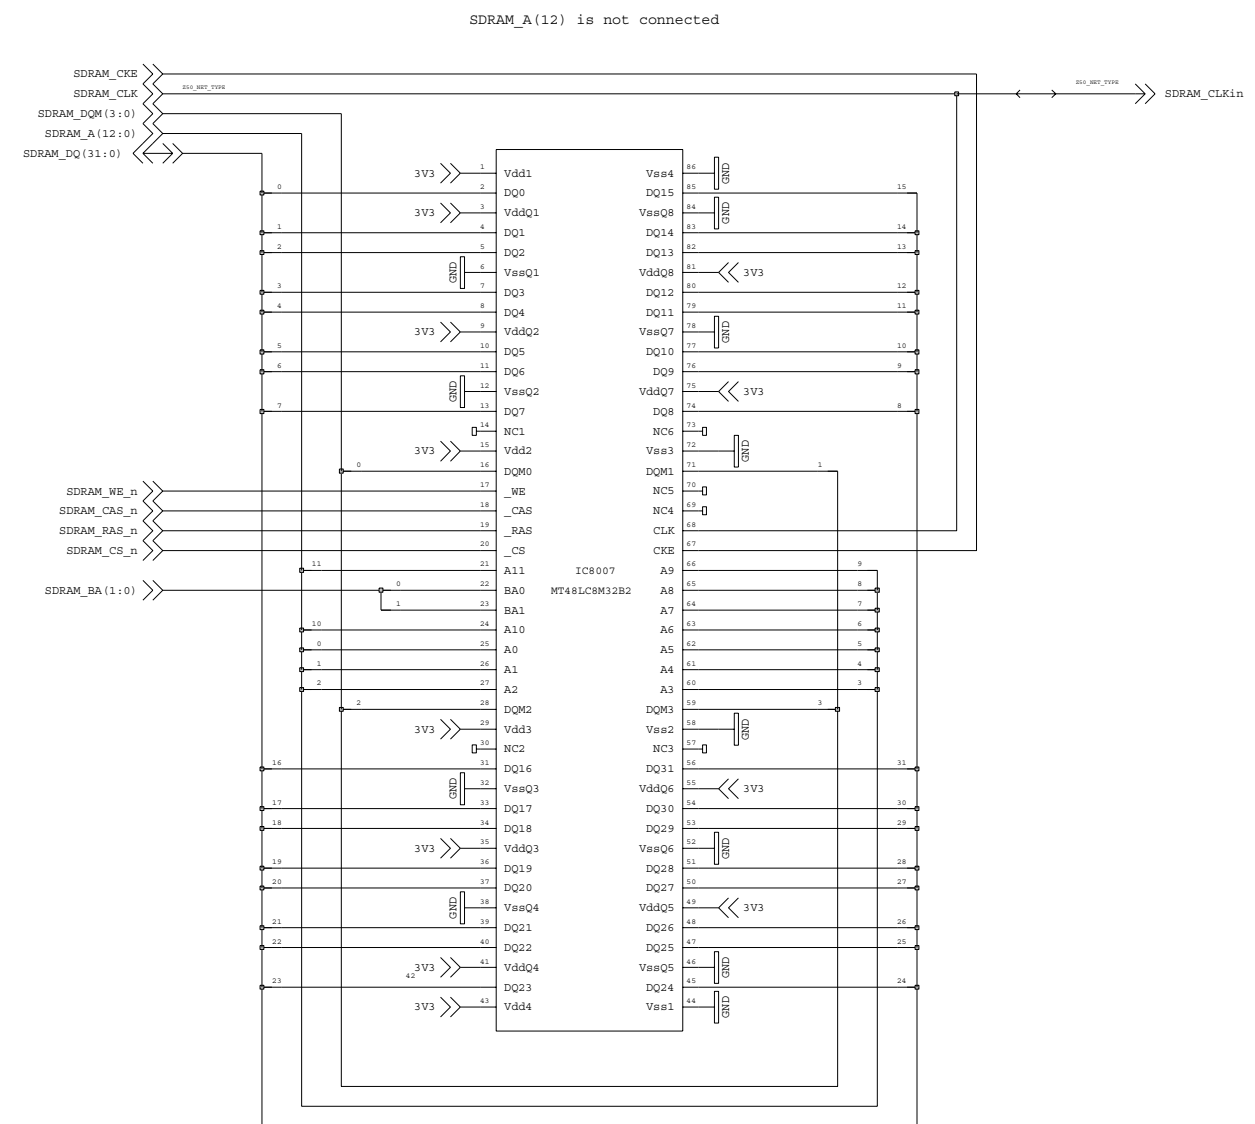 SDRAM_A(12) is not connected
SDRAM_CKE
SDRAM_CLK Z50_NET_TYPE Z50_NET_TYPE SDRAM_CLKin
SDRAM_DQM(3:0)
SDRAM_A(12:0)
SDRAM_DQ(31:0)
3V3 1 Vdd1 Vss4 86 GND
0 2 DQ0 DQ15 85 15
3V3 3 VddQ1 VssQ8 84 GND
1 4 DQ1 DQ14 83 14
2 5 DQ2 DQ13 82 13
GND 6 VssQ1 VddQ8 81 3V3
3 7 DQ3 DQ12 80 12
4 8 DQ4 DQ11 79 11
3V3 9 VddQ2 VssQ7 78 GND
5 10 DQ5 DQ10 77 10
6 11 DQ6 DQ9 76 9
GND 12 VssQ2 VddQ7 75 3V3
7 13 DQ7 DQ8 74 8
14 NC1 NC6 73
3V3 15 Vdd2 Vss3 72 GND
0 16 DQM0 DQM1 71 1
SDRAM_WE_n 17 _WE NC5 70
SDRAM_CAS_n 18 _CAS NC4 69
SDRAM_RAS_n 19 _RAS CLK 68
SDRAM_CS_n 20 _CS CKE 67
11 21 A11 IC8007 A9 66 9
SDRAM_BA(1:0) 0 22 BA0 MT48LC8M32B2 A8 65 8
1 23 BA1 A7 64 7
10 24 A10 A6 63 6
0 25 A0 A5 62 5
1 26 A1 A4 61 4
2 27 A2 A3 60 3
2 28 DQM2 DQM3 59 3
3V3 29 Vdd3 Vss2 58 GND
30 NC2 NC3 57
16 31 DQ16 DQ31 56 31
GND 32 VssQ3 VddQ6 55 3V3
17 33 DQ17 DQ30 54 30
18 34 DQ18 DQ29 53 29
3V3 35 VddQ3 VssQ6 52 GND
19 36 DQ19 DQ28 51 28
20 37 DQ20 DQ27 50 27
GND 38 VssQ4 VddQ5 49 3V3
21 39 DQ21 DQ26 48 26
22 40 DQ22 DQ25 47 25
3V3 41 VddQ4 VssQ5 46 GND
23 42 DQ23 DQ24 45 24
3V3 43 Vdd4 Vss1 44 GND